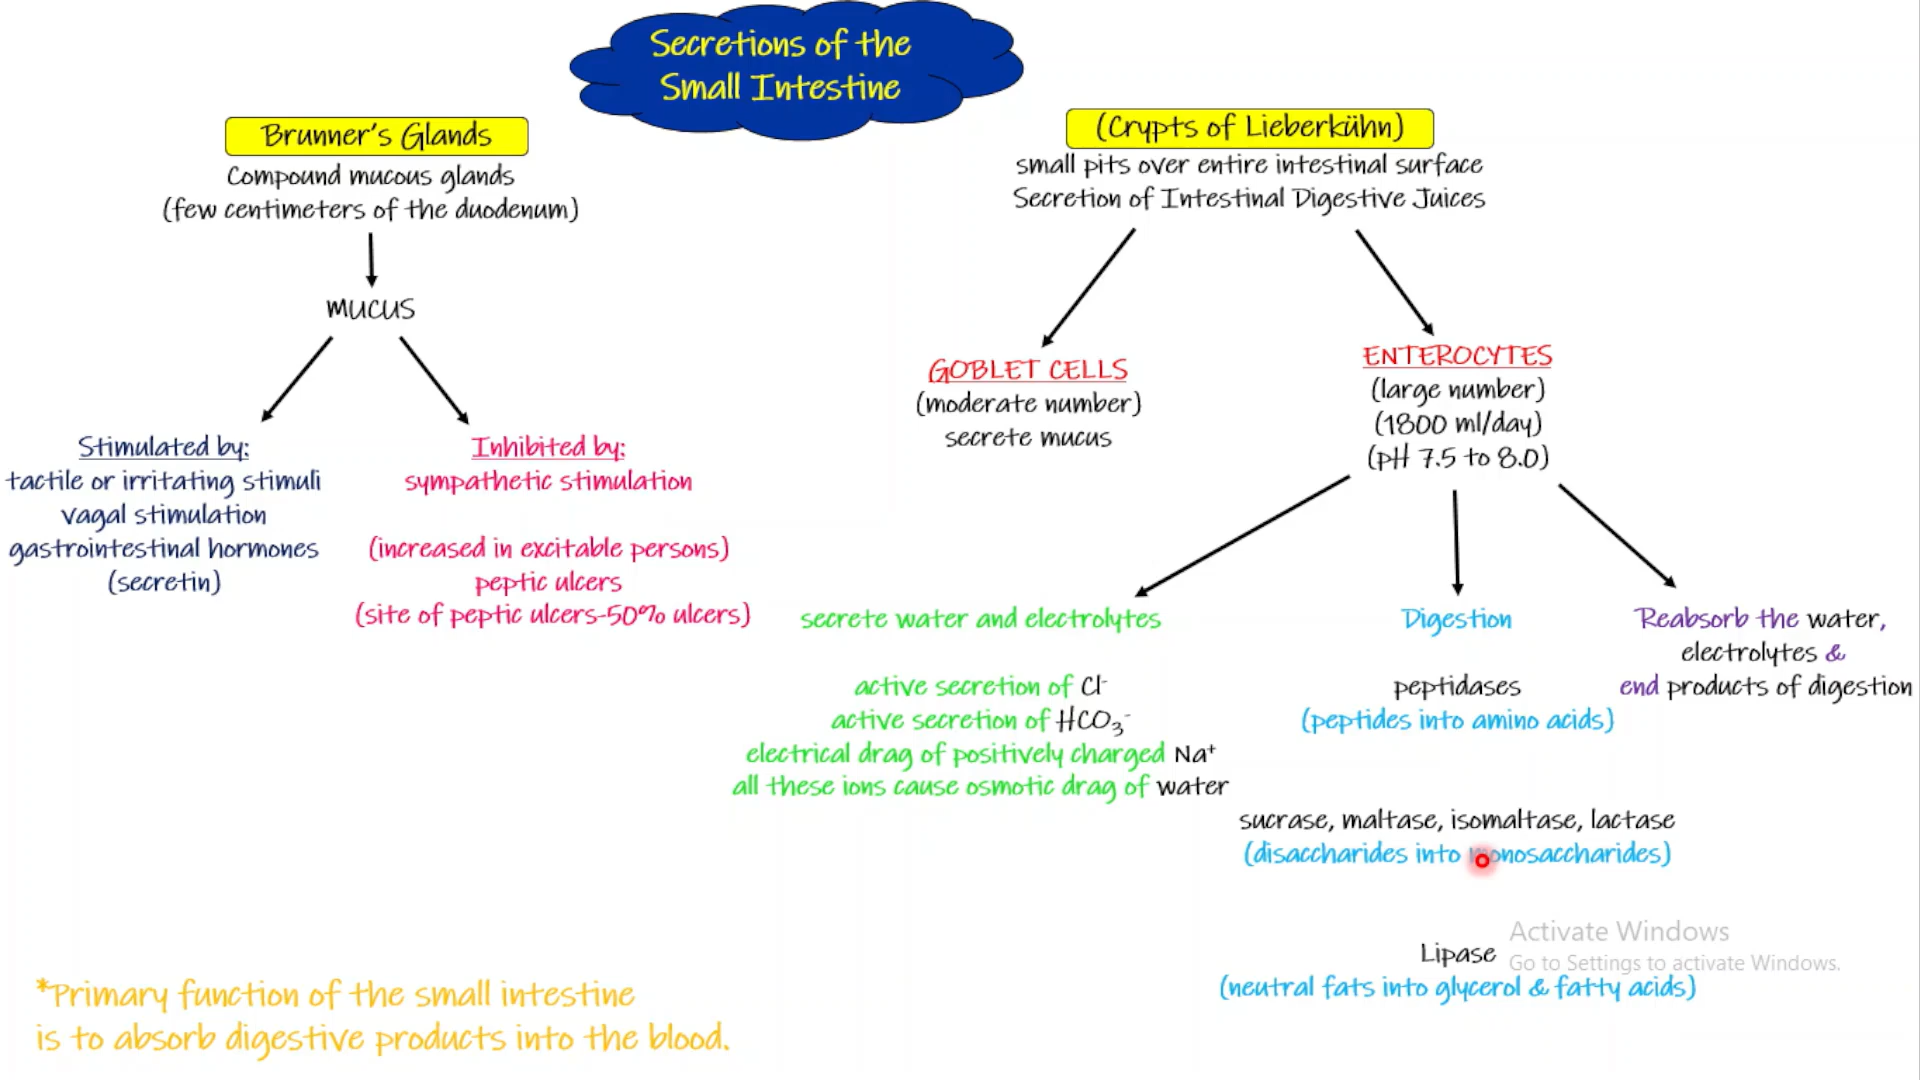 Secretions of the
Small Intestine
Brunner's Glands
Compound mucous glands
(few centimeters of the duodenum)
MUCUS
Stimulated by:
tactile or irritating stimuli
vagal stimulation
gastrointestinal hormones
(secretin)
Inhibited by:
sympathetic stimulation
(increased in excitable persons)
peptic ulcers
(site of peptic ulcers-50% ulcers)
(Crypts of Lieberkühn)
small pits over entire intestinal surface
Secretion of Intestinal Digestive Juices
GOBLET CELLS
(moderate number)
secrete mucus
ENTEROCYTES
(large number)
(1800 ml/day)
(pH 7.5 to 8.0)
secrete water and electrolytes
active secretion of Cl⁻
active secretion of HCO₃⁻
electrical drag of positively charged Na⁺
all these ions cause osmotic drag of water
Digestion
peptidases
(peptides into amino acids)
sucrase, maltase, isomaltase, lactase
(disaccharides into monosaccharides)
Lipase
(neutral fats into glycerol & fatty acids)
Reabsorb the water,
electrolytes &
end products of digestion
Activate Windows
Go to Settings to activate Windows.
*Primary function of the small intestine
is to absorb digestive products into the blood.